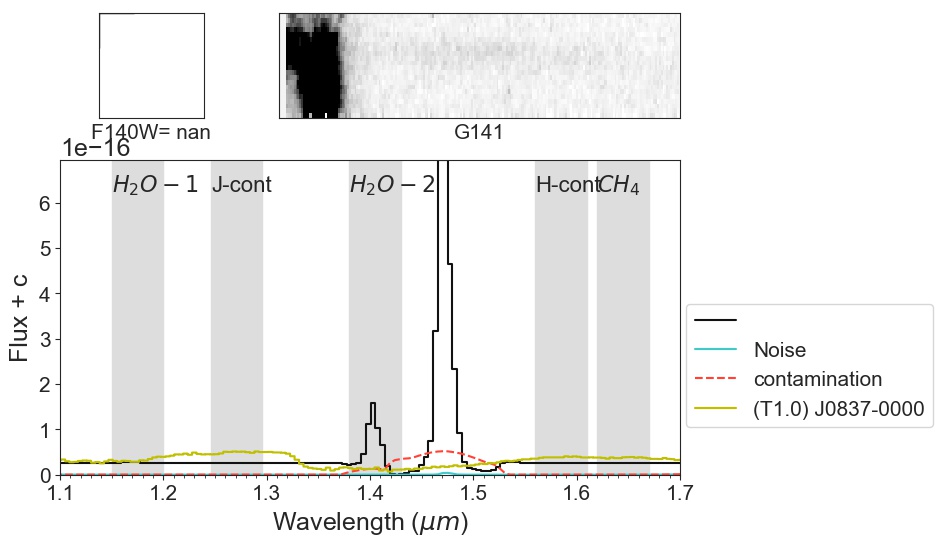 F140W= nan
G141
1e−16
H₂O − 1
J-cont
H₂O − 2
H-cont
CH₄
6
5
4
3
2
1
0
Flux + c
1.1 1.2 1.3 1.4 1.5 1.6 1.7
Wavelength (μm)
Noise
contamination
(T1.0) J0837-0000